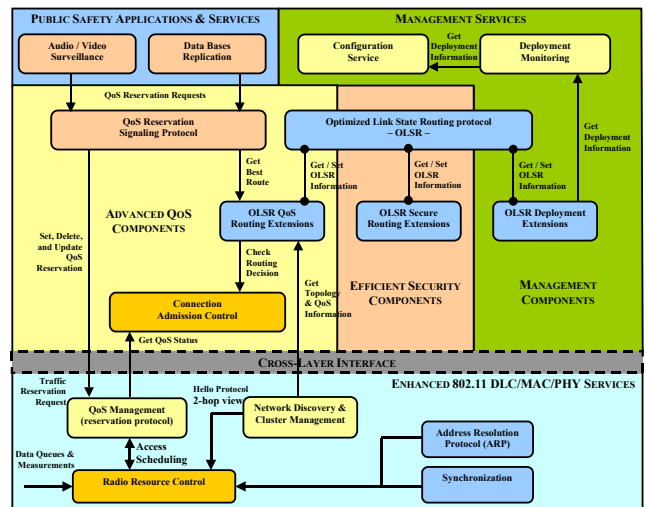 PUBLIC SAFETY APPLICATIONS & SERVICES
MANAGEMENT SERVICES
Audio / Video
Surveillance
Data Bases
Replication
Configuration
Service
Get
Deployment
Information
Deployment
Monitoring
QoS Reservation Requests
QoS Reservation
Signaling Protocol
Optimized Link State Routing protocol
– OLSR –
Get
Deployment
Information
Get
Best
Route
Get / Set
OLSR
Information
Get / Set
OLSR
Information
Get / Set
OLSR
Information
ADVANCED QOS
COMPONENTS
OLSR QoS
Routing Extensions
OLSR Secure
Routing Extensions
OLSR Deployment
Extensions
Set, Delete,
and Update
QoS
Reservation
Check
Routing
Decision
Get
Topology
& QoS
Information
EFFICIENT SECURITY
COMPONENTS
MANAGEMENT
COMPONENTS
Connection
Admission Control
Get QoS Status
CROSS-LAYER INTERFACE
ENHANCED 802.11 DLC/MAC/PHY SERVICES
Traffic
Reservation
Request
Hello Protocol
2-hop view
QoS Management
(reservation protocol)
Network Discovery &
Cluster Management
Address Resolution
Protocol (ARP)
Data Queues &
Measurements
Access
Scheduling
Radio Resource Control
Synchronization